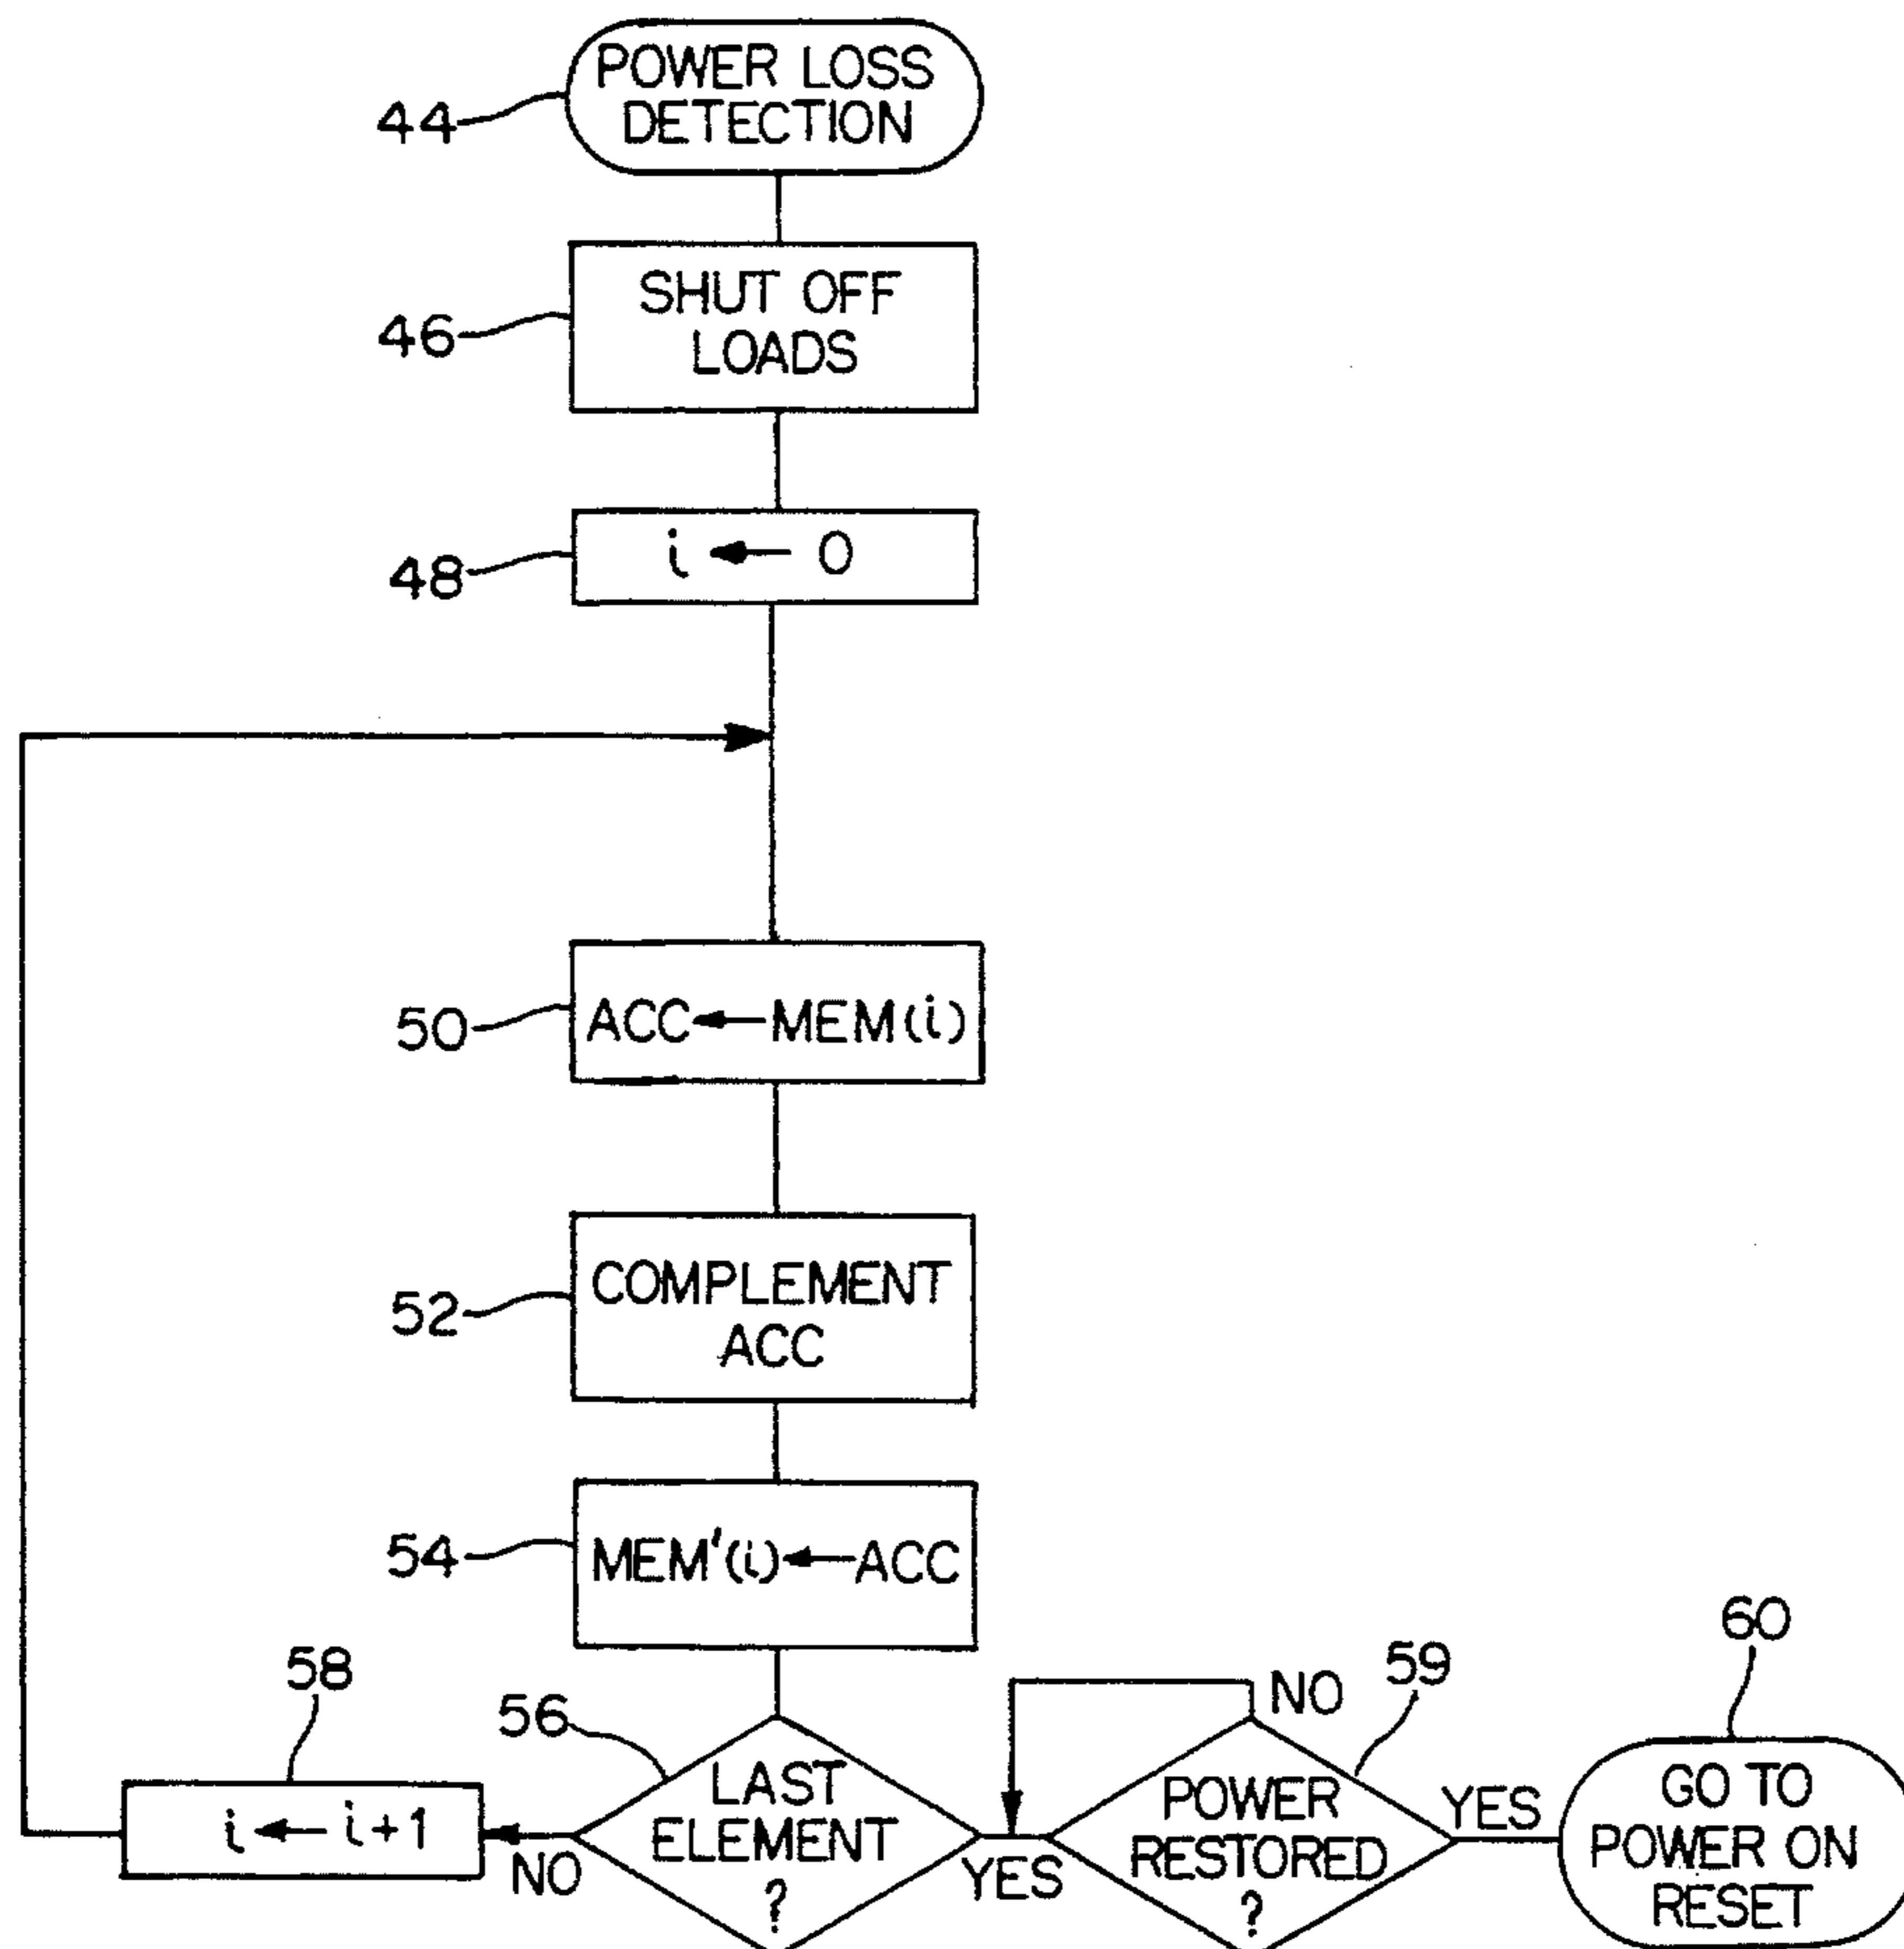 POWER LOSS
DETECTION
44
SHUT OFF
LOADS
46
i ← 0
48
ACC ← MEM(i)
50
COMPLEMENT
ACC
52
MEM'(i) ← ACC
54
LAST
ELEMENT
?
56
NO
YES
i ← i+1
58
POWER
RESTORED
?
59
NO
YES
GO TO
POWER ON
RESET
60